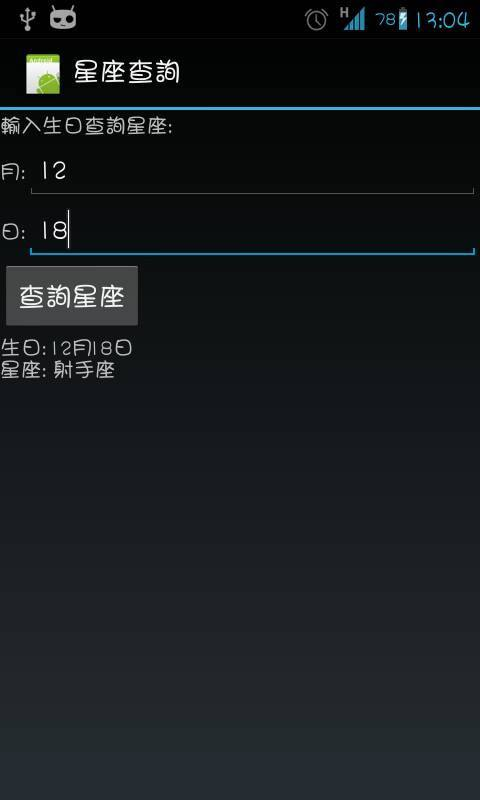 H 78 13:04
Android
星座查詢
輸入生日查詢星座:
月: 12
日: 18
查詢星座
生日:12月18日
星座: 射手座